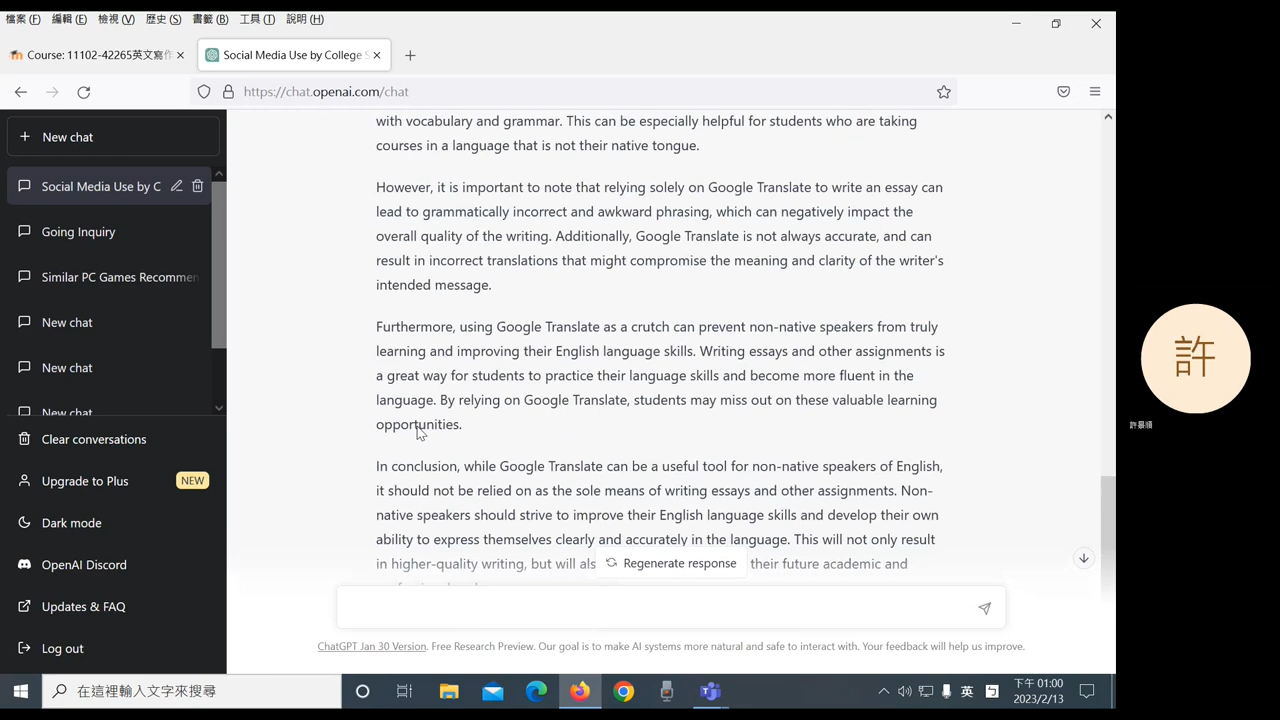 檔案 (F) 編輯 (E) 檢視 (V) 歷史 (S) 書籤 (B) 工具 (T) 說明 (H)
Course: 11102-42265英文寫作
Social Media Use by College S
https://chat.openai.com/chat
New chat
Social Media Use by C
Going Inquiry
Similar PC Games Recommen
New chat
New chat
New chat
Clear conversations
Upgrade to Plus NEW
Dark mode
OpenAI Discord
Updates & FAQ
Log out
with vocabulary and grammar. This can be especially helpful for students who are taking
courses in a language that is not their native tongue.
However, it is important to note that relying solely on Google Translate to write an essay can
lead to grammatically incorrect and awkward phrasing, which can negatively impact the
overall quality of the writing. Additionally, Google Translate is not always accurate, and can
result in incorrect translations that might compromise the meaning and clarity of the writer's
intended message.
Furthermore, using Google Translate as a crutch can prevent non-native speakers from truly
learning and improving their English language skills. Writing essays and other assignments is
a great way for students to practice their language skills and become more fluent in the
language. By relying on Google Translate, students may miss out on these valuable learning
opportunities.
In conclusion, while Google Translate can be a useful tool for non-native speakers of English,
it should not be relied on as the sole means of writing essays and other assignments. Non-
native speakers should strive to improve their English language skills and develop their own
ability to express themselves clearly and accurately in the language. This will not only result
in higher-quality writing, but will als their future academic and
Regenerate response
ChatGPT Jan 30 Version. Free Research Preview. Our goal is to make AI systems more natural and safe to interact with. Your feedback will help us improve.
在這裡輸入文字來搜尋
英
下午 01:00
2023/2/13
許
許景順